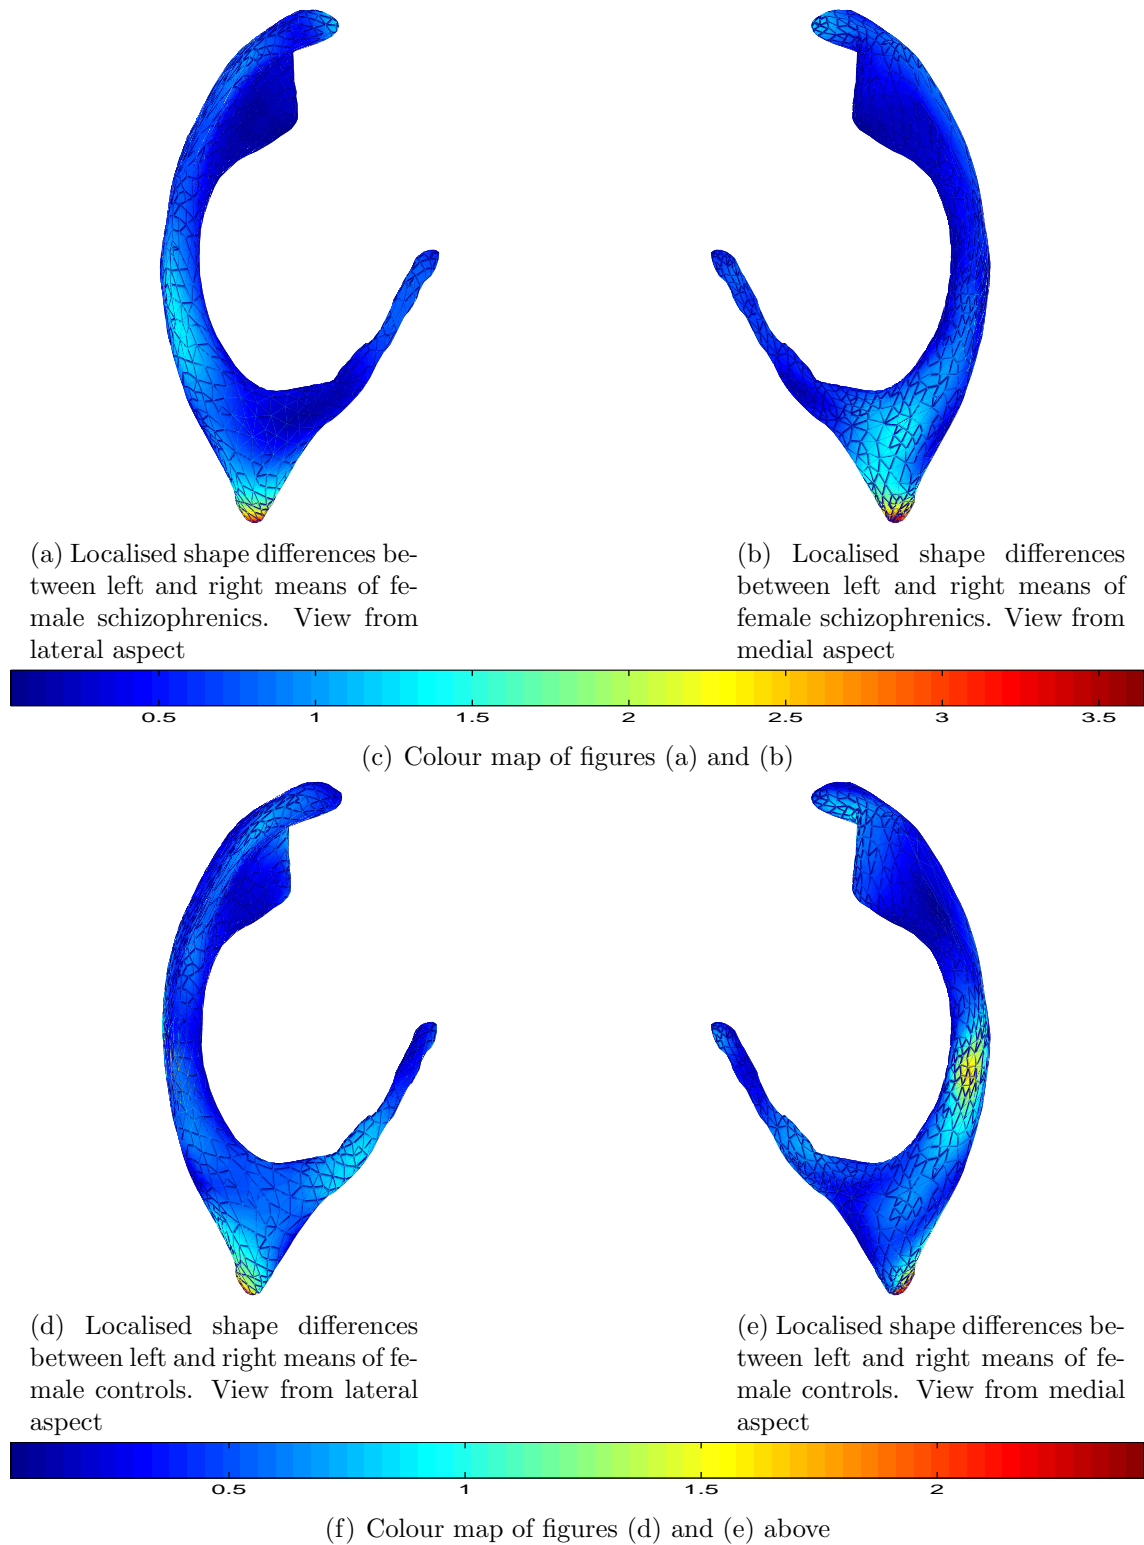 (a) Localised shape differences be-
tween left and right means of fe-
male schizophrenics. View from
lateral aspect
(b) Localised shape differences
between left and right means of
female schizophrenics. View from
medial aspect
0.5 1 1.5 2 2.5 3 3.5
(c) Colour map of figures (a) and (b)
(d) Localised shape differences
between left and right means of fe-
male controls. View from lateral
aspect
(e) Localised shape differences be-
tween left and right means of fe-
male controls. View from medial
aspect
0.5 1 1.5 2
(f) Colour map of figures (d) and (e) above